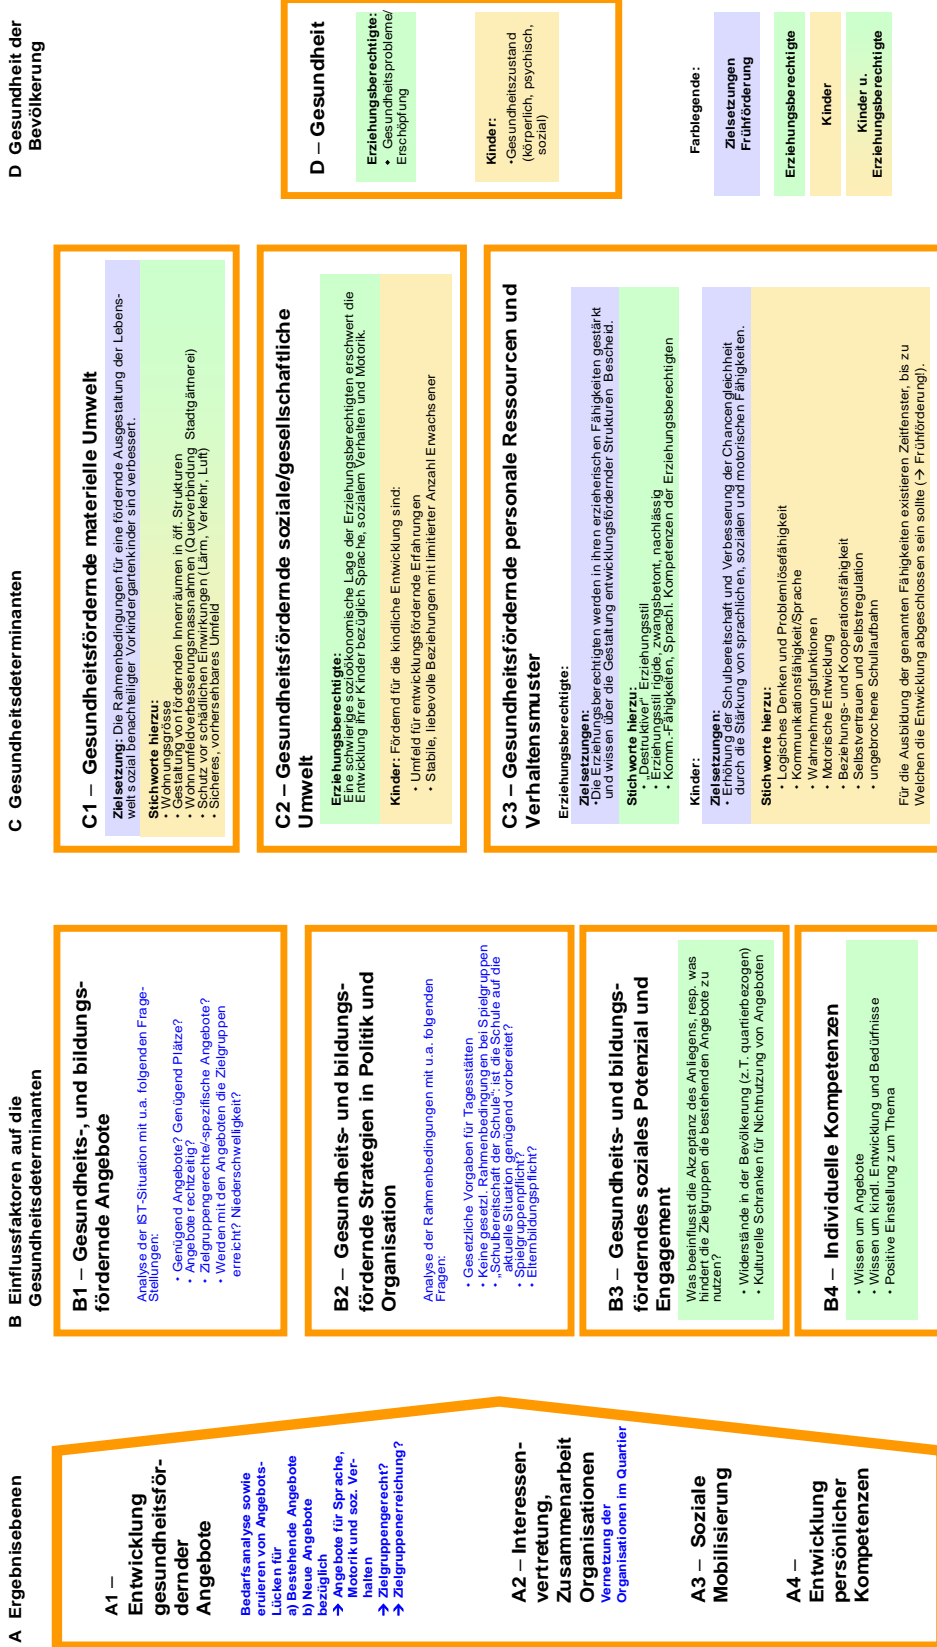 A  Ergebnisebenen
A1 –
Entwicklung
gesundheitsför-
dernder
Angebote
Bedarfsanalyse sowie
eruieren von Angebots-
Lücken für
a) Bestehende Angebote
b) Neue Angebote
bezüglich
→ Angebote für Sprache,
Motorik und soz. Ver-
halten
→ Zielgruppengerecht?
→ Zielgruppenerreichung?
A2 – Interessen-
vertretung,
Zusammenarbeit
Organisationen
Vernetzung der
Organisationen im Quartier
A3 – Soziale
Mobilisierung
A4 –
Entwicklung
persönlicher
Kompetenzen
B  Einflussfaktoren auf die
Gesundheitsdeterminanten
B1 – Gesundheits-, und bildungs-
fördernde Angebote
Analyse der IST-Situation mit u.a. folgenden Frage-
Stellungen:
• Genügend Angebote? Genügend Plätze?
• Angebote rechtzeitig?
• Zielgruppengerechte/-spezifische Angebote?
• Werden mit den Angeboten die Zielgruppen
erreicht? Niederschwelligkeit?
B2 – Gesundheits- und bildungs-
fördernde Strategien in Politik und
Organisation
Analyse der Rahmenbedingungen mit u.a. folgenden
Fragen:
• Gesetzliche Vorgaben für Tagesstätten
• Keine gesetzl. Rahmenbedingungen bei Spielgruppen
• „Schulbereitschaft der Schule“: ist die Schule auf die
aktuelle Situation genügend vorbereitet?
• Spielgruppenpflicht?
• Elternbildungspflicht?
B3 – Gesundheits- und bildungs-
förderndes soziales Potenzial und
Engagement
Was beeinflusst die Akzeptanz des Anliegens, resp. was
hindert die Zielgruppen die bestehenden Angebote zu
nutzen?
• Widerstände in der Bevölkerung (z.T. quartierbezogen)
• Kulturelle Schranken für Nichtnutzung von Angeboten
B4 –  Individuelle Kompetenzen
• Wissen um Angebote
• Wissen um kindl. Entwicklung und Bedürfnisse
• Positive Einstellung zum Thema
C  Gesundheitsdeterminanten
C1 – Gesundheitsfördernde materielle Umwelt
Zielsetzung: Die Rahmenbedingungen für eine fördernde Ausgestaltung der Lebens-
welt sozial benachteiligter Vorkindergartenkinder sind verbessert.
Stichworte hierzu:
• Wohnungsgrösse
• Gestaltung von fördernden Innenräumen in öff. Strukturen
• Wohnumfeldverbesserungsmassnahmen (Querverbindung  Stadtgärtnerei)
• Schutz vor schädlichen Einwirkungen (Lärm, Verkehr, Luft)
• Sicheres, vorhersehbares Umfeld
C2 – Gesundheitsfördernde soziale/gesellschaftliche
Umwelt
Erziehungsberechtigte:
Eine schwierige sozioökonomische Lage der Erziehungsberechtigten erschwert die
Entwicklung ihrer Kinder bezüglich Sprache, sozialem Verhalten und Motorik.
Kinder: Fördernd für die kindliche Entwicklung sind:
• Umfeld für entwicklungsfördernde Erfahrungen
• Stabile, liebevolle Beziehungen mit limitierter Anzahl Erwachsener
C3 – Gesundheitsfördernde personale Ressourcen und
Verhaltensmuster
Erziehungsberechtigte:
Zielsetzungen:
•Die Erziehungsberechtigten werden in ihren erzieherischen Fähigkeiten gestärkt
und wissen über die Gestaltung entwicklungsfördernder Strukturen  Bescheid.
Stichworte hierzu:
• „Destruktiver“ Erziehungsstil
• Erziehungsstil rigide, zwangsbetont, nachlässig
• Komm.-Fähigkeiten, Sprachl. Kompetenzen der Erziehungsberechtigten
Kinder:
Zielsetzungen:
• Erhöhung der Schulbereitschaft und Verbesserung der Chancengleichheit
durch die Stärkung von sprachlichen, sozialen und motorischen Fähigkeiten.
Stichworte hierzu:
• Logisches Denken und Problemlösefähigkeit
• Kommunikationsfähigkeit/Sprache
• Wahrnehmungsfunktionen
• Motorische Entwicklung
• Beziehungs- und Kooperationsfähigkeit
• Selbstvertrauen und Selbstregulation
• ungebrochene Schullaufbahn
Für die Ausbildung der genannten Fähigkeiten existieren Zeitfenster, bis zu
Welchen die Entwicklung abgeschlossen sein sollte (→ Frühförderung!).
D  Gesundheit der
Bevölkerung
D – Gesundheit
Erziehungsberechtigte:
• Gesundheitsprobleme/
Erschöpfung
Kinder:
•Gesundheitszustand
(körperlich, psychisch,
sozial)
Farblegende:
Zielsetzungen
Frühförderung
Erziehungsberechtigte
Kinder
Kinder u.
Erziehungsberechtigte